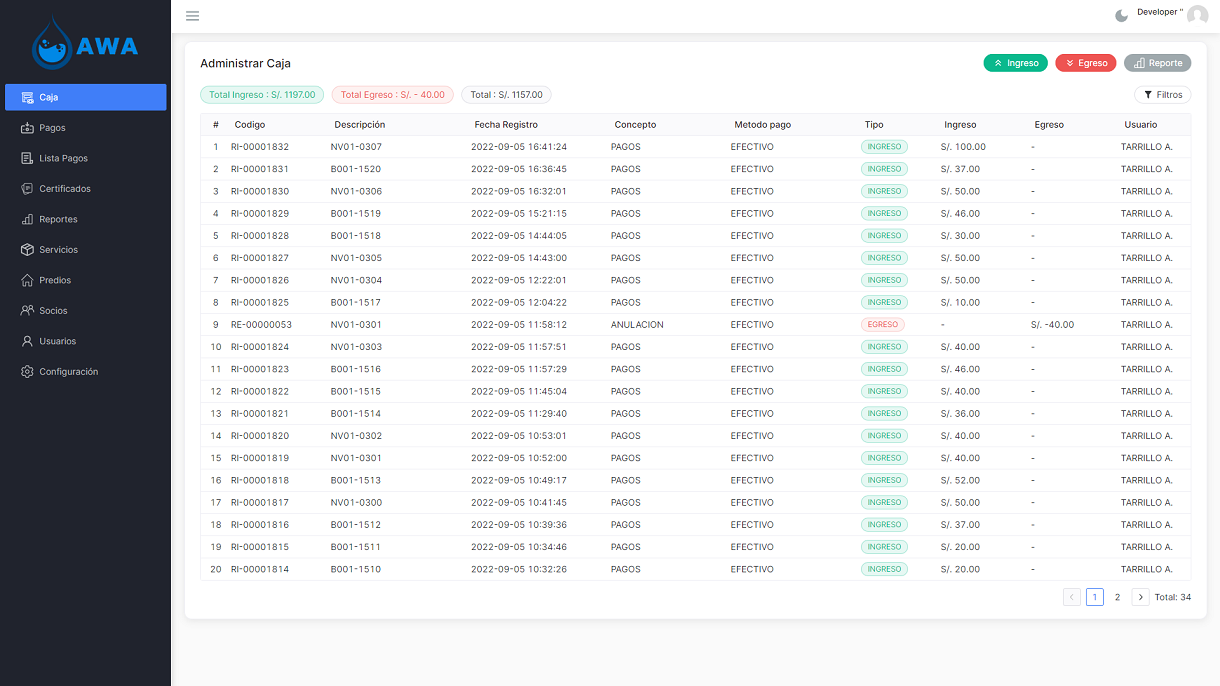 AWA
Caja
Pagos
Lista Pagos
Certificados
Reportes
Servicios
Predios
Socios
Usuarios
Configuración
Developer "
Administrar Caja
Ingreso Egreso Reporte
Total Ingreso : S/. 1197.00 Total Egreso : S/. - 40.00 Total : S/. 1157.00 Filtros
# Codigo Descripción Fecha Registro Concepto Metodo pago Tipo Ingreso Egreso Usuario
1 RI-00001832 NV01-0307 2022-09-05 16:41:24 PAGOS EFECTIVO INGRESO S/. 100.00 - TARRILLO A.
2 RI-00001831 B001-1520 2022-09-05 16:36:45 PAGOS EFECTIVO INGRESO S/. 37.00 - TARRILLO A.
3 RI-00001830 NV01-0306 2022-09-05 16:32:01 PAGOS EFECTIVO INGRESO S/. 50.00 - TARRILLO A.
4 RI-00001829 B001-1519 2022-09-05 15:21:15 PAGOS EFECTIVO INGRESO S/. 46.00 - TARRILLO A.
5 RI-00001828 B001-1518 2022-09-05 14:44:05 PAGOS EFECTIVO INGRESO S/. 30.00 - TARRILLO A.
6 RI-00001827 NV01-0305 2022-09-05 14:43:00 PAGOS EFECTIVO INGRESO S/. 50.00 - TARRILLO A.
7 RI-00001826 NV01-0304 2022-09-05 12:22:01 PAGOS EFECTIVO INGRESO S/. 50.00 - TARRILLO A.
8 RI-00001825 B001-1517 2022-09-05 12:04:22 PAGOS EFECTIVO INGRESO S/. 10.00 - TARRILLO A.
9 RE-00000053 NV01-0301 2022-09-05 11:58:12 ANULACION EFECTIVO EGRESO - S/. -40.00 TARRILLO A.
10 RI-00001824 NV01-0303 2022-09-05 11:57:51 PAGOS EFECTIVO INGRESO S/. 40.00 - TARRILLO A.
11 RI-00001823 B001-1516 2022-09-05 11:57:29 PAGOS EFECTIVO INGRESO S/. 46.00 - TARRILLO A.
12 RI-00001822 B001-1515 2022-09-05 11:45:04 PAGOS EFECTIVO INGRESO S/. 40.00 - TARRILLO A.
13 RI-00001821 B001-1514 2022-09-05 11:29:40 PAGOS EFECTIVO INGRESO S/. 36.00 - TARRILLO A.
14 RI-00001820 NV01-0302 2022-09-05 10:53:01 PAGOS EFECTIVO INGRESO S/. 40.00 - TARRILLO A.
15 RI-00001819 NV01-0301 2022-09-05 10:52:00 PAGOS EFECTIVO INGRESO S/. 40.00 - TARRILLO A.
16 RI-00001818 B001-1513 2022-09-05 10:49:17 PAGOS EFECTIVO INGRESO S/. 52.00 - TARRILLO A.
17 RI-00001817 NV01-0300 2022-09-05 10:41:45 PAGOS EFECTIVO INGRESO S/. 50.00 - TARRILLO A.
18 RI-00001816 B001-1512 2022-09-05 10:39:36 PAGOS EFECTIVO INGRESO S/. 37.00 - TARRILLO A.
19 RI-00001815 B001-1511 2022-09-05 10:34:46 PAGOS EFECTIVO INGRESO S/. 20.00 - TARRILLO A.
20 RI-00001814 B001-1510 2022-09-05 10:32:26 PAGOS EFECTIVO INGRESO S/. 20.00 - TARRILLO A.
< 1 2 > Total: 34